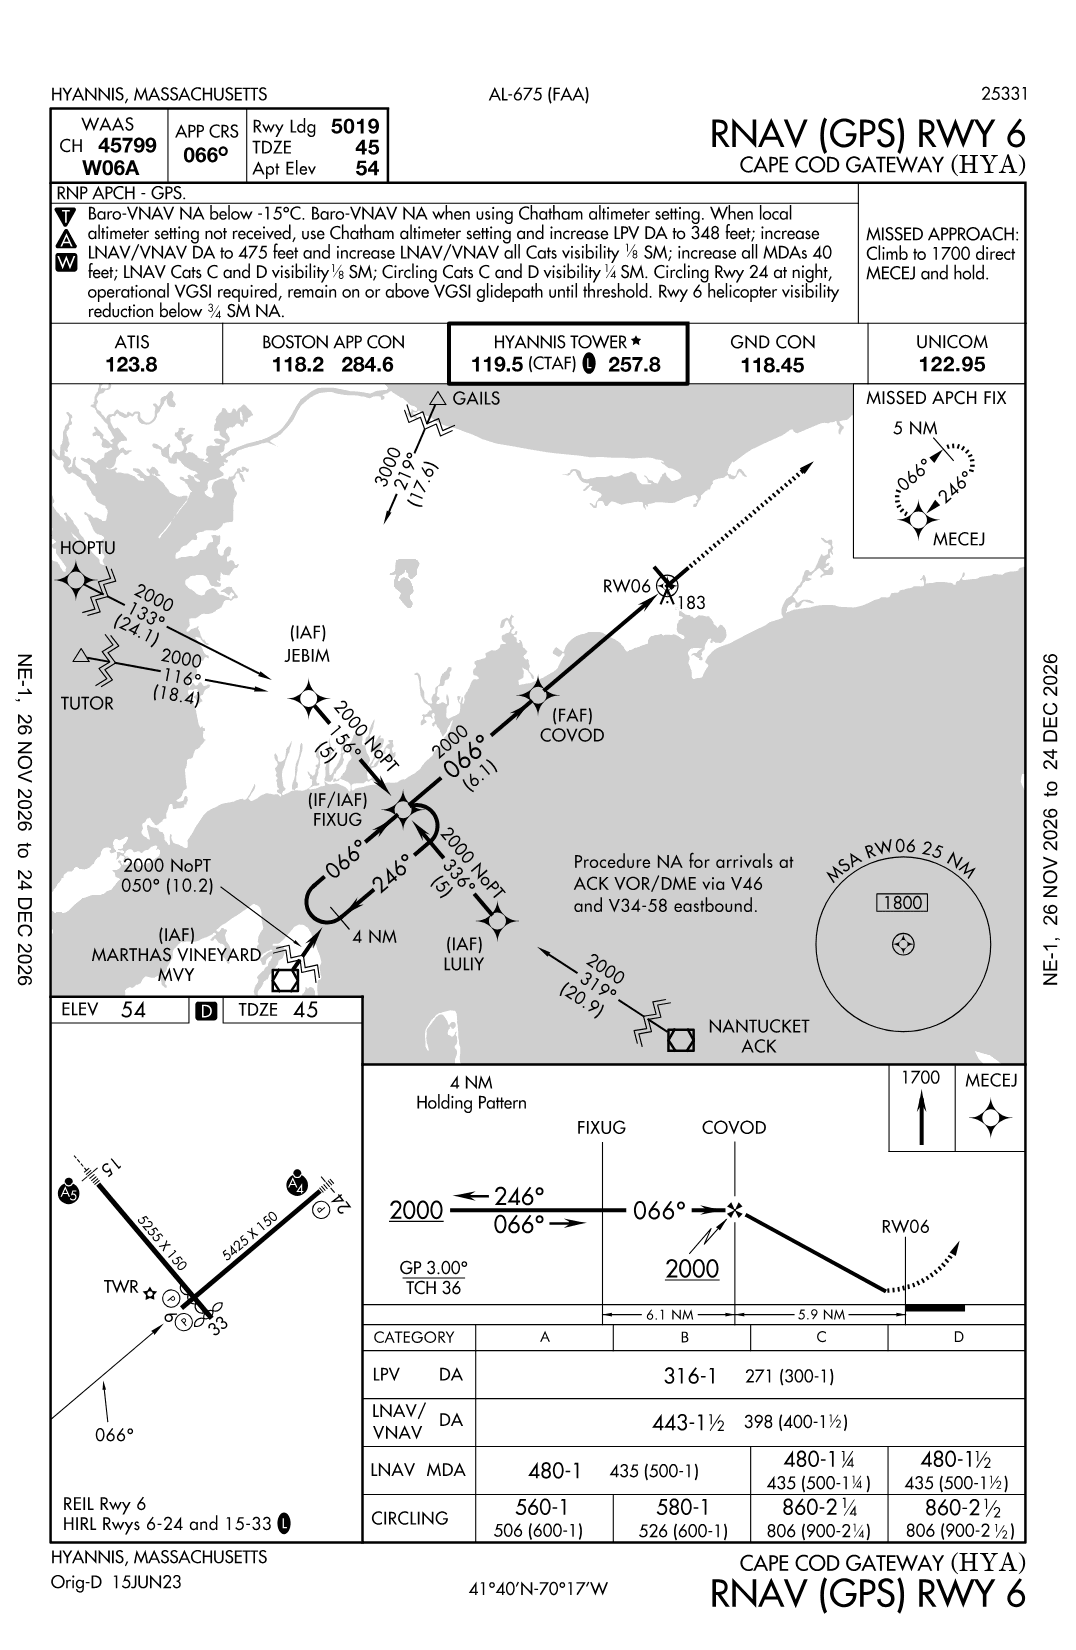 HYANNIS, MASSACHUSETTS
AL-675 (FAA)
25331
WAAS
CH 45799
W06A
APP CRS
066°
Rwy Ldg 5019
TDZE 45
Apt Elev 54
RNAV (GPS) RWY 6
CAPE COD GATEWAY (HYA)
RNP APCH - GPS.
T
A
W
Baro-VNAV NA below -15°C. Baro-VNAV NA when using Chatham altimeter setting. When local
altimeter setting not received, use Chatham altimeter setting and increase LPV DA to 348 feet; increase
LNAV/VNAV DA to 475 feet and increase LNAV/VNAV all Cats visibility ⅛ SM; increase all MDAs 40
feet; LNAV Cats C and D visibility ⅛ SM; Circling Cats C and D visibility ¼ SM. Circling Rwy 24 at night,
operational VGSI required, remain on or above VGSI glidepath until threshold. Rwy 6 helicopter visibility
reduction below ¾ SM NA.
MISSED APPROACH:
Climb to 1700 direct
MECEJ and hold.
ATIS
123.8
BOSTON APP CON
118.2 284.6
HYANNIS TOWER ★
119.5 (CTAF) L 257.8
GND CON
118.45
UNICOM
122.95
GAILS
3000
219°
(17.6)
MISSED APCH FIX
5 NM
066°
246°
MECEJ
HOPTU
2000
133°
(24.1)
TUTOR
2000
116°
(18.4)
(IAF)
JEBIM
2000 NoPT
156°
(5)
RW06
183
(FAF)
COVOD
2000
066°
(6.1)
(IF/IAF)
FIXUG
066°
246°
4 NM
2000 NoPT
336°
(5)
(IAF)
LULIY
2000 NoPT
050° (10.2)
(IAF)
MARTHAS VINEYARD
MVY
Procedure NA for arrivals at
ACK VOR/DME via V46
and V34-58 eastbound.
MSA RW06 25 NM
1800
2000
319°
(20.9)
NANTUCKET
ACK
NE-1, 26 NOV 2026 to 24 DEC 2026
NE-1, 26 NOV 2026 to 24 DEC 2026
ELEV 54
D
TDZE 45
A5
15
A4
24
P
5255 X 150
5425 X 150
TWR
P
P
6
33
066°
REIL Rwy 6
HIRL Rwys 6-24 and 15-33 L
4 NM
Holding Pattern
1700
MECEJ
FIXUG
COVOD
2000
246°
066°
066°
2000
RW06
GP 3.00°
TCH 36
6.1 NM
5.9 NM
CATEGORY A B C D
LPV DA 316-1 271 (300-1)
LNAV/
VNAV DA 443-1½ 398 (400-1½)
LNAV MDA 480-1 435 (500-1)
480-1¼
435 (500-1¼)
480-1½
435 (500-1½)
CIRCLING
560-1
506 (600-1)
580-1
526 (600-1)
860-2¼
806 (900-2¼)
860-2½
806 (900-2½)
HYANNIS, MASSACHUSETTS
Orig-D 15JUN23
41°40'N-70°17'W
CAPE COD GATEWAY (HYA)
RNAV (GPS) RWY 6